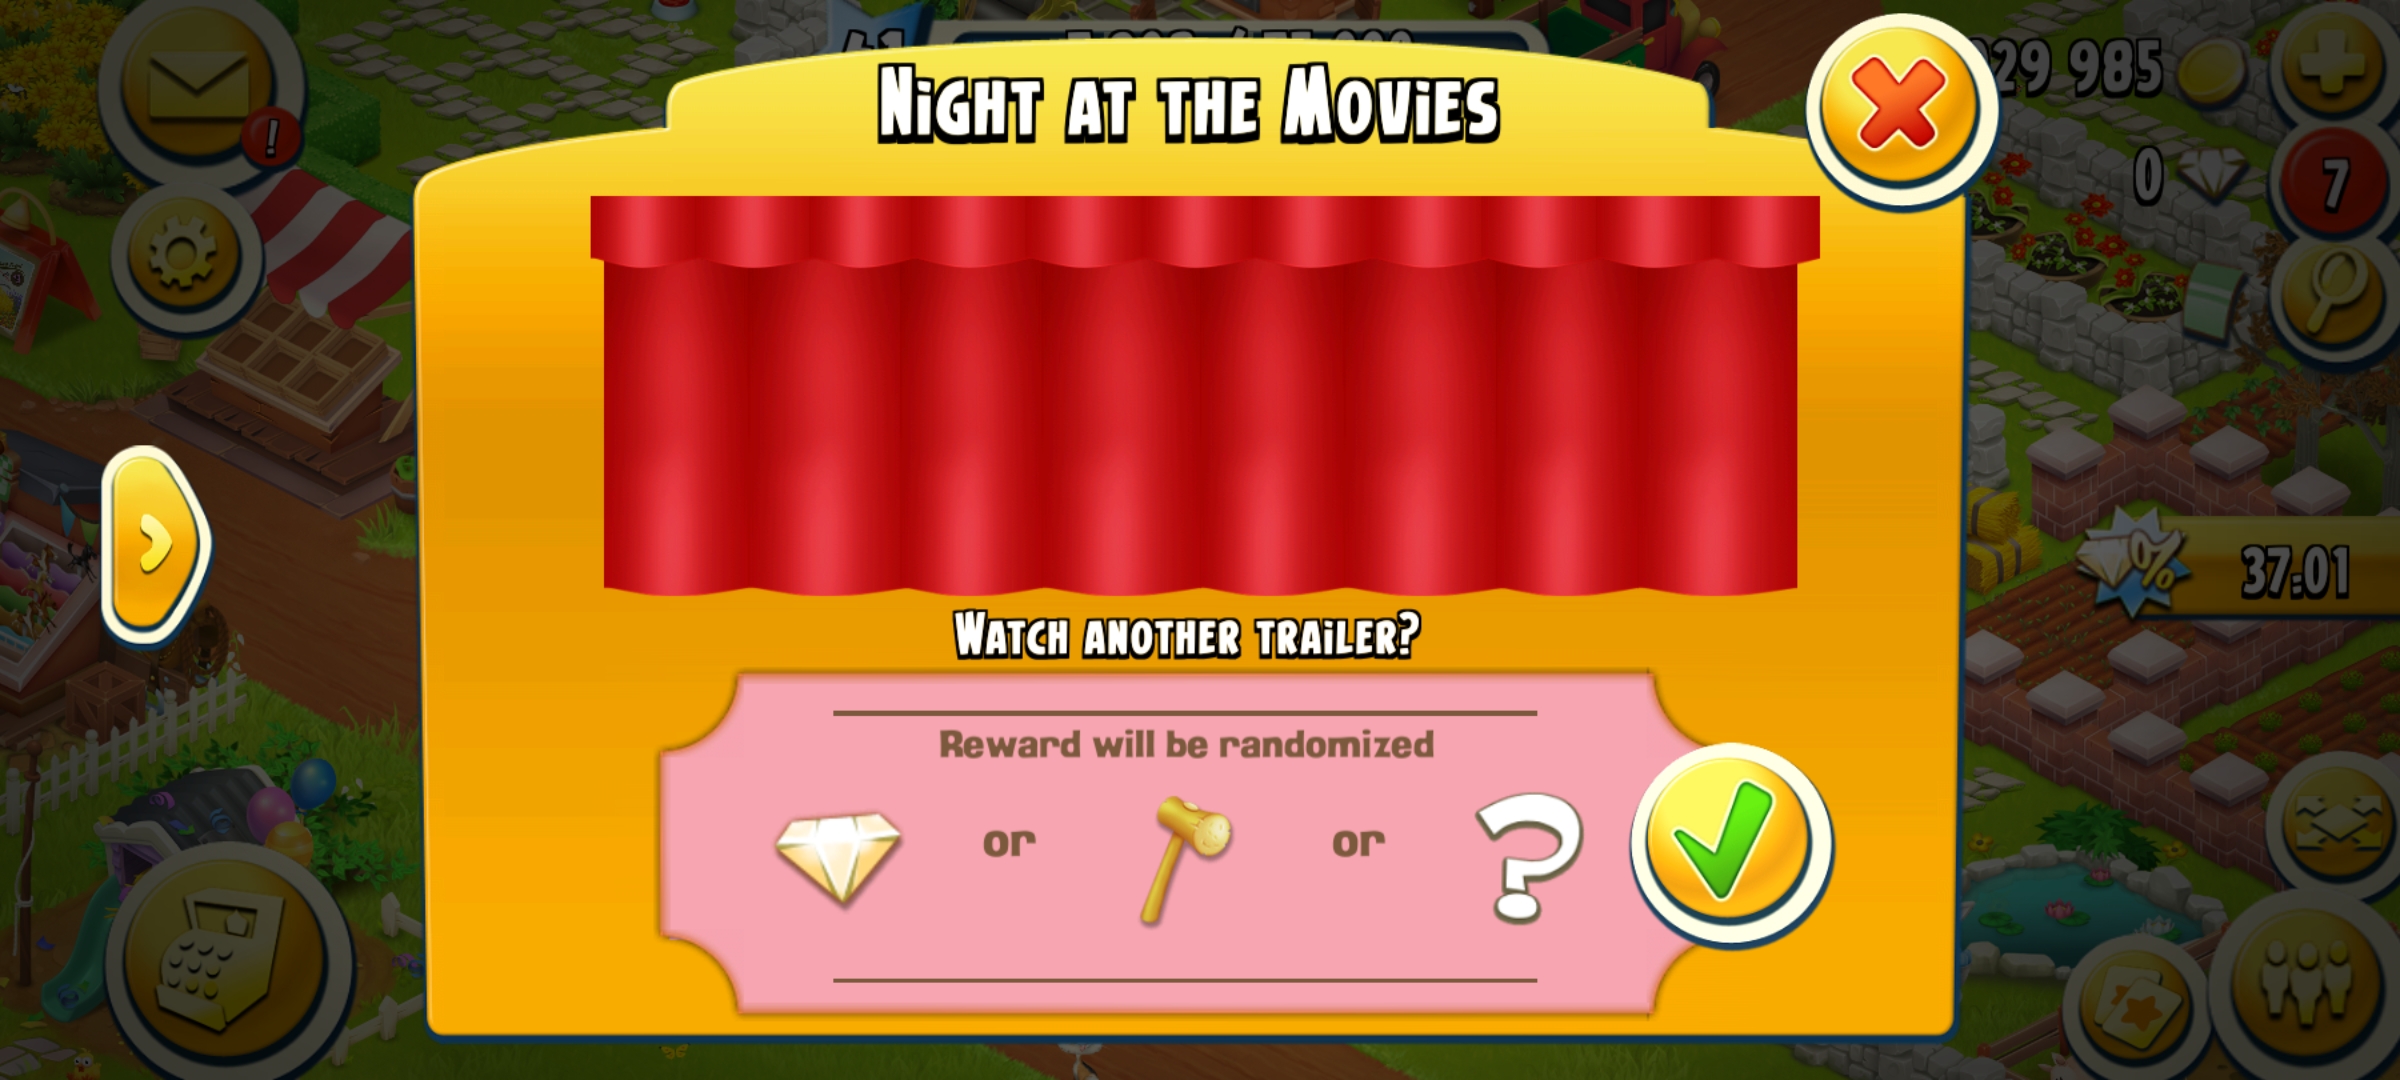 NiGHT AT THE MOViES
29 985
0
7
!
37:01
%
WATCH ANOTHER TRAiLER?
Reward will be randomized
or
or
?